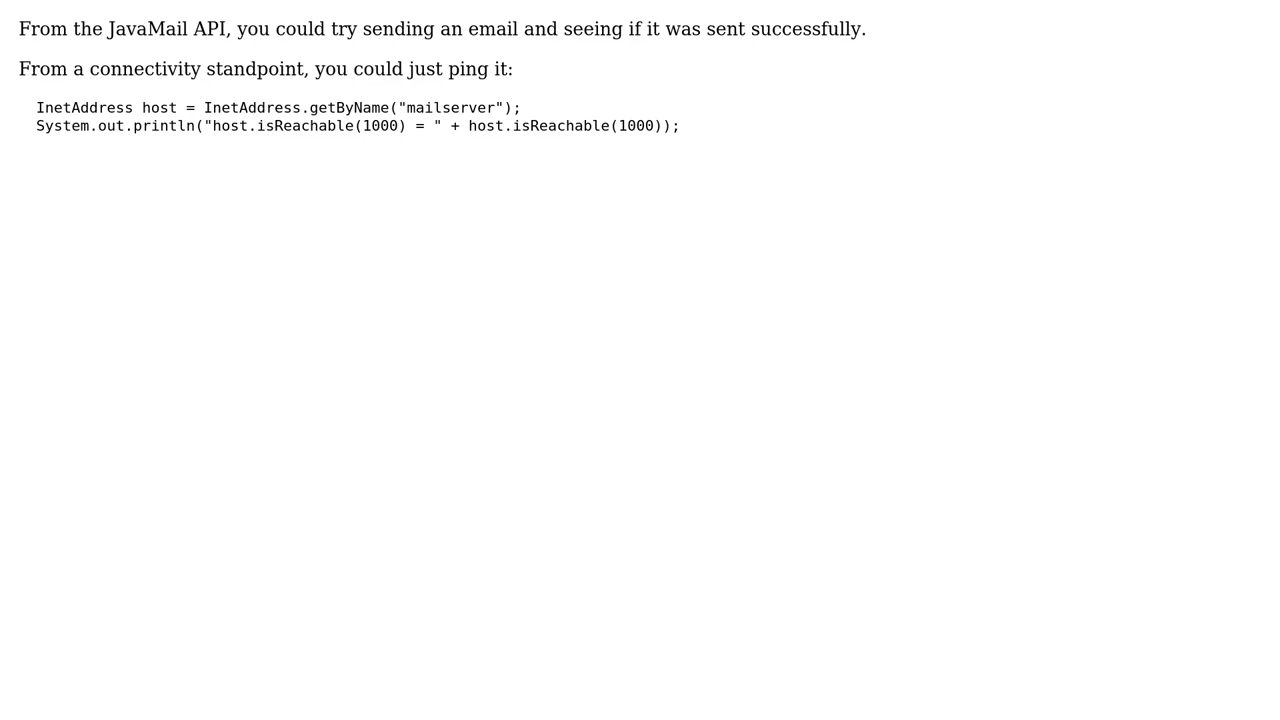 From the JavaMail API, you could try sending an email and seeing if it was sent successfully.
From a connectivity standpoint, you could just ping it:
InetAddress host = InetAddress.getByName("mailserver");
System.out.println("host.isReachable(1000) = " + host.isReachable(1000));